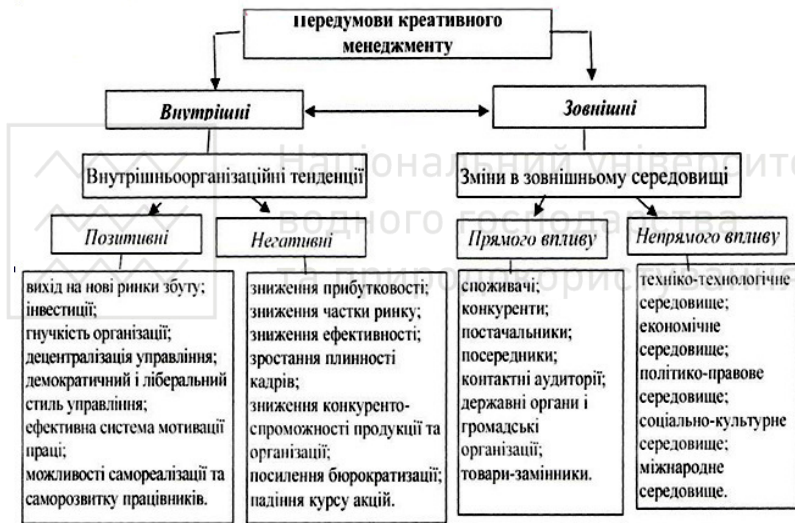 Передумови креативного
менеджменту
Внутрішні
Зовнішні
Внутрішньоорганізаційні тенденції
Зміни в зовнішньому середовищі
Позитивні
Негативні
Прямого впливу
Непрямого впливу
вихід на нові ринки збуту;
інвестиції;
гнучкість організації;
децентралізація управління;
демократичний і ліберальний
стиль управління;
ефективна система мотивації
праці;
можливості самореалізації та
саморозвитку працівників.
зниження прибутковості;
зниження частки ринку;
зниження ефективності;
зростання плинності
кадрів;
зниження конкуренто-
спроможності продукції та
організації;
посилення бюрократизації;
падіння курсу акцій.
споживачі;
конкуренти;
постачальники;
посередники;
контактні аудиторії;
державні органи і
громадські
організації;
товари-замінники.
техніко-технологічне
середовище;
економічне
середовище;
політико-правове
середовище;
соціально-культурне
середовище;
міжнародне
середовище.
Національний університет
водного господарства
та природокористування